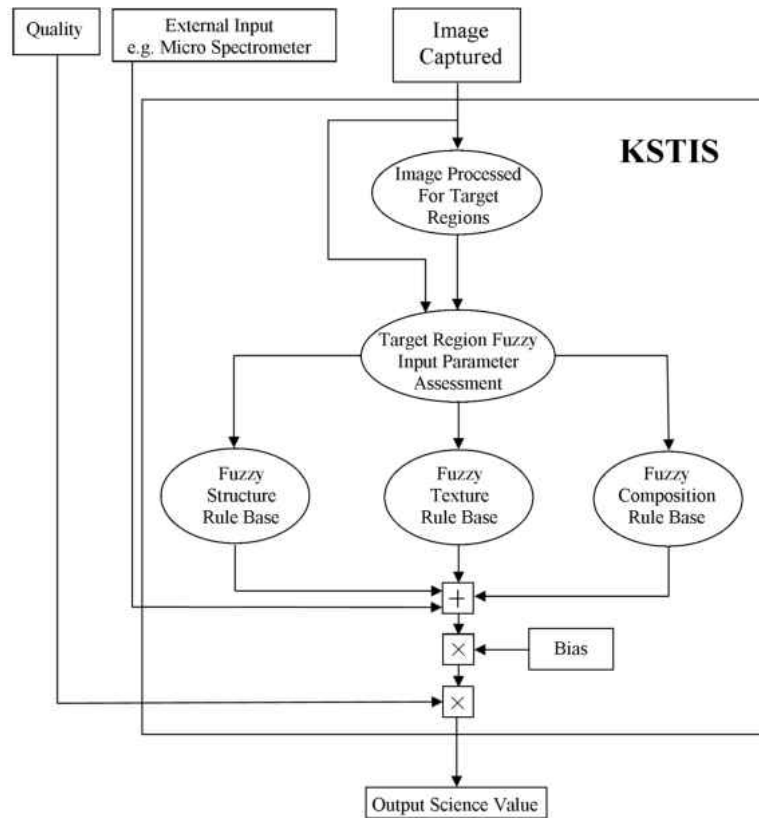 Quality
External Input
e.g. Micro Spectrometer
Image
Captured
KSTIS
Image Processed
For Target
Regions
Target Region Fuzzy
Input Parameter
Assessment
Fuzzy
Structure
Rule Base
Fuzzy
Texture
Rule Base
Fuzzy
Composition
Rule Base
+
×
Bias
×
Output Science Value